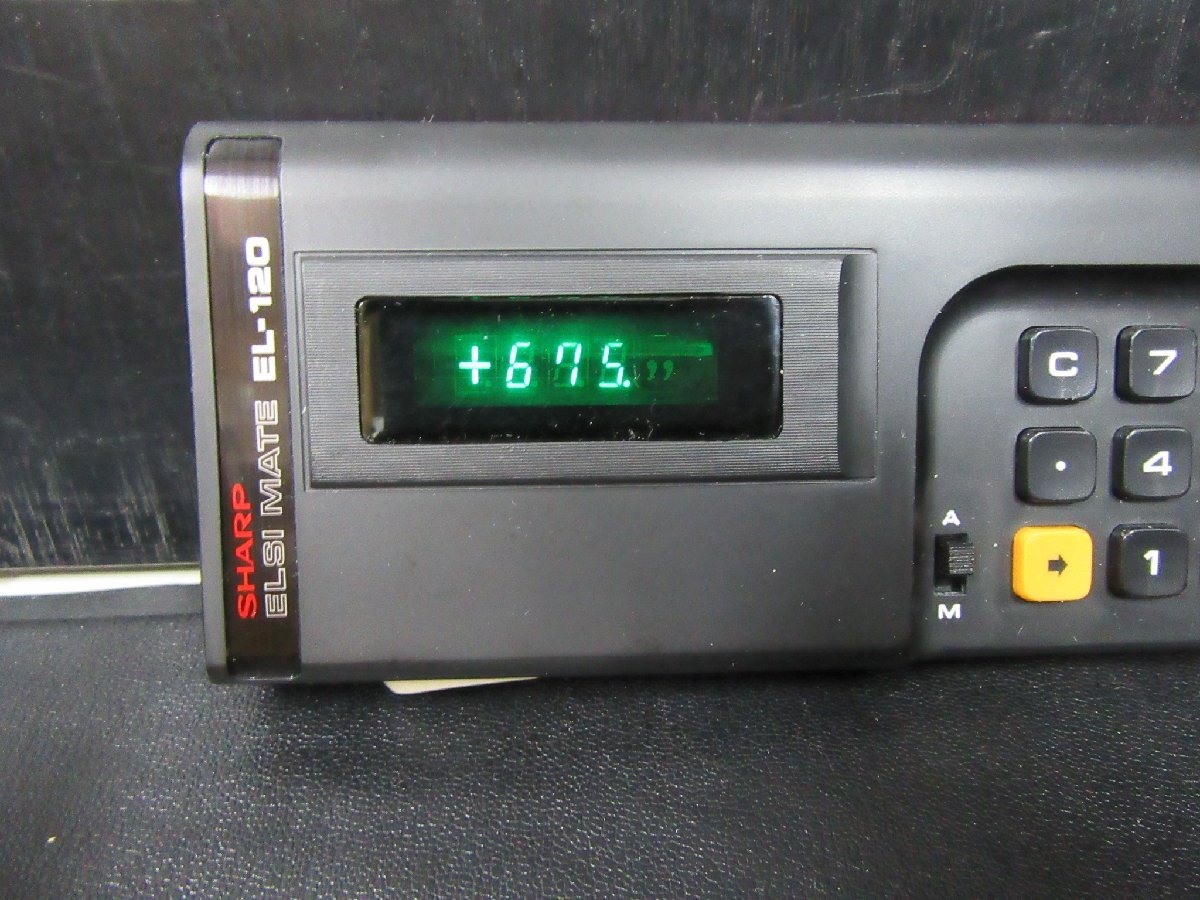 SHARP
ELSI MATE EL-120
+675.
C
7
.
4
A
M
➡
1